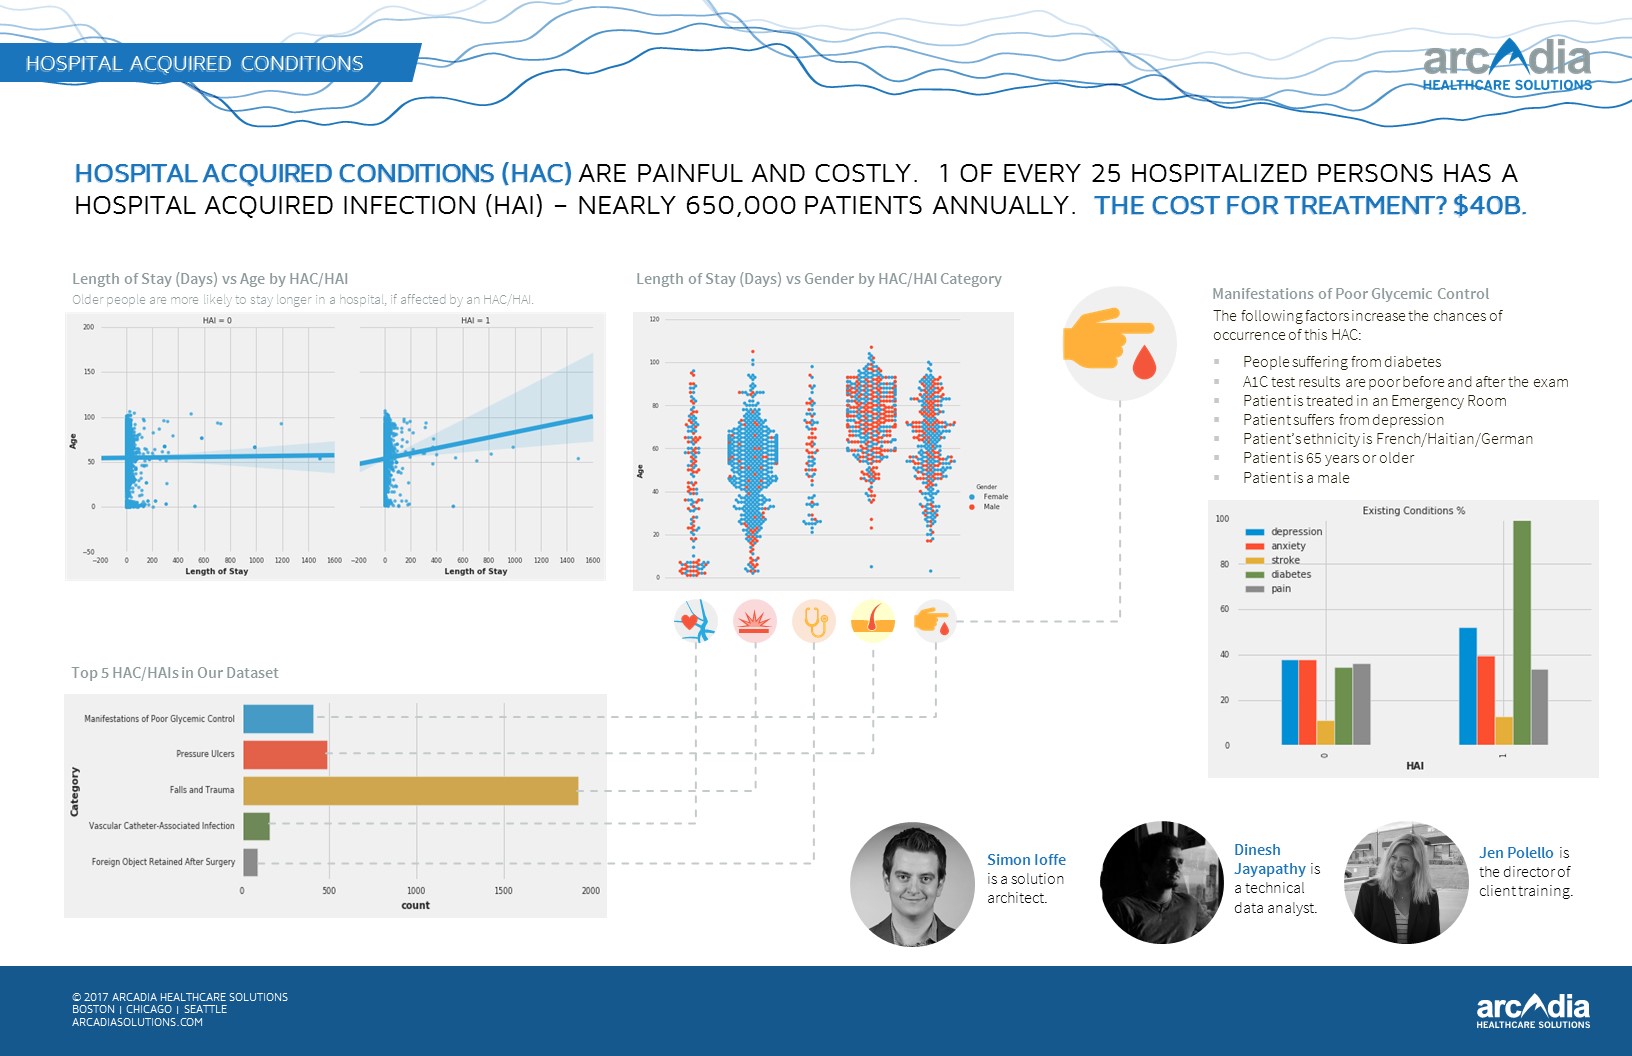 HOSPITAL ACQUIRED CONDITIONS
arcAdia
HEALTHCARE SOLUTIONS
HOSPITAL ACQUIRED CONDITIONS (HAC) ARE PAINFUL AND COSTLY. 1 OF EVERY 25 HOSPITALIZED PERSONS HAS A
HOSPITAL ACQUIRED INFECTION (HAI) – NEARLY 650,000 PATIENTS ANNUALLY. THE COST FOR TREATMENT? $40B.
Length of Stay (Days) vs Age by HAC/HAI
Older people are more likely to stay longer in a hospital, if affected by an HAC/HAI.
HAI = 0
HAI = 1
200
150
100
50
0
−50
Age
−200 0 200 400 600 800 1000 1200 1400 1600
−200 0 200 400 600 800 1000 1200 1400 1600
Length of Stay
Length of Stay
Length of Stay (Days) vs Gender by HAC/HAI Category
120
100
80
60
40
20
0
Age
Gender
Female
Male
Manifestations of Poor Glycemic Control
The following factors increase the chances of
occurrence of this HAC:
People suffering from diabetes
A1C test results are poor before and after the exam
Patient is treated in an Emergency Room
Patient suffers from depression
Patient's ethnicity is French/Haitian/German
Patient is 65 years or older
Patient is a male
Existing Conditions %
100
80
60
40
20
0
depression
anxiety
stroke
diabetes
pain
0
1
HAI
Top 5 HAC/HAIs in Our Dataset
Category
Manifestations of Poor Glycemic Control
Pressure Ulcers
Falls and Trauma
Vascular Catheter-Associated Infection
Foreign Object Retained After Surgery
0 500 1000 1500 2000
count
Simon Ioffe
is a solution
architect.
Dinesh
Jayapathy is
a technical
data analyst.
Jen Polello is
the director of
client training.
© 2017 ARCADIA HEALTHCARE SOLUTIONS
BOSTON | CHICAGO | SEATTLE
ARCADIASOLUTIONS.COM
arcAdia
HEALTHCARE SOLUTIONS